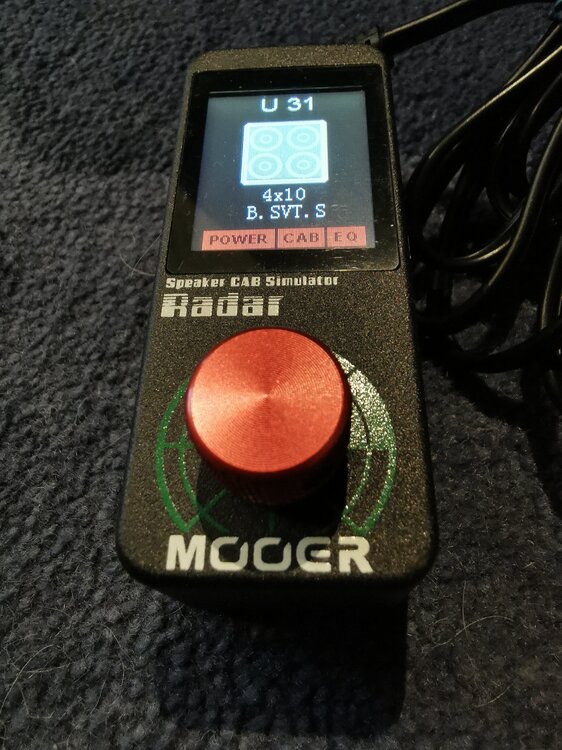 U 31
4x10
B. SVT. S
POWER CAB EQ
Speaker CAB Simulator
Radar
MOOER